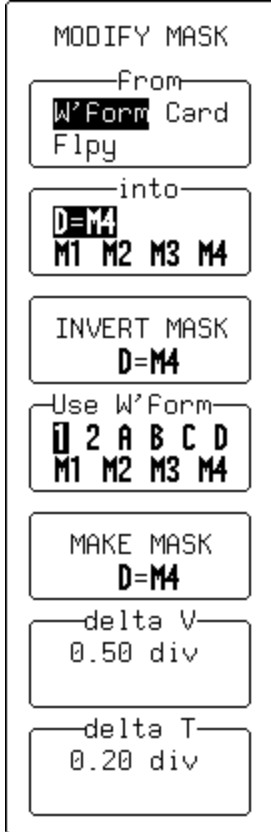 MODIFY MASK
From
W'Form Card
Flpy
into
D=M4
M1 M2 M3 M4
INVERT MASK
D=M4
Use W'Form
1 2 A B C D
M1 M2 M3 M4
MAKE MASK
D=M4
delta V
0.50 div
delta T
0.20 div